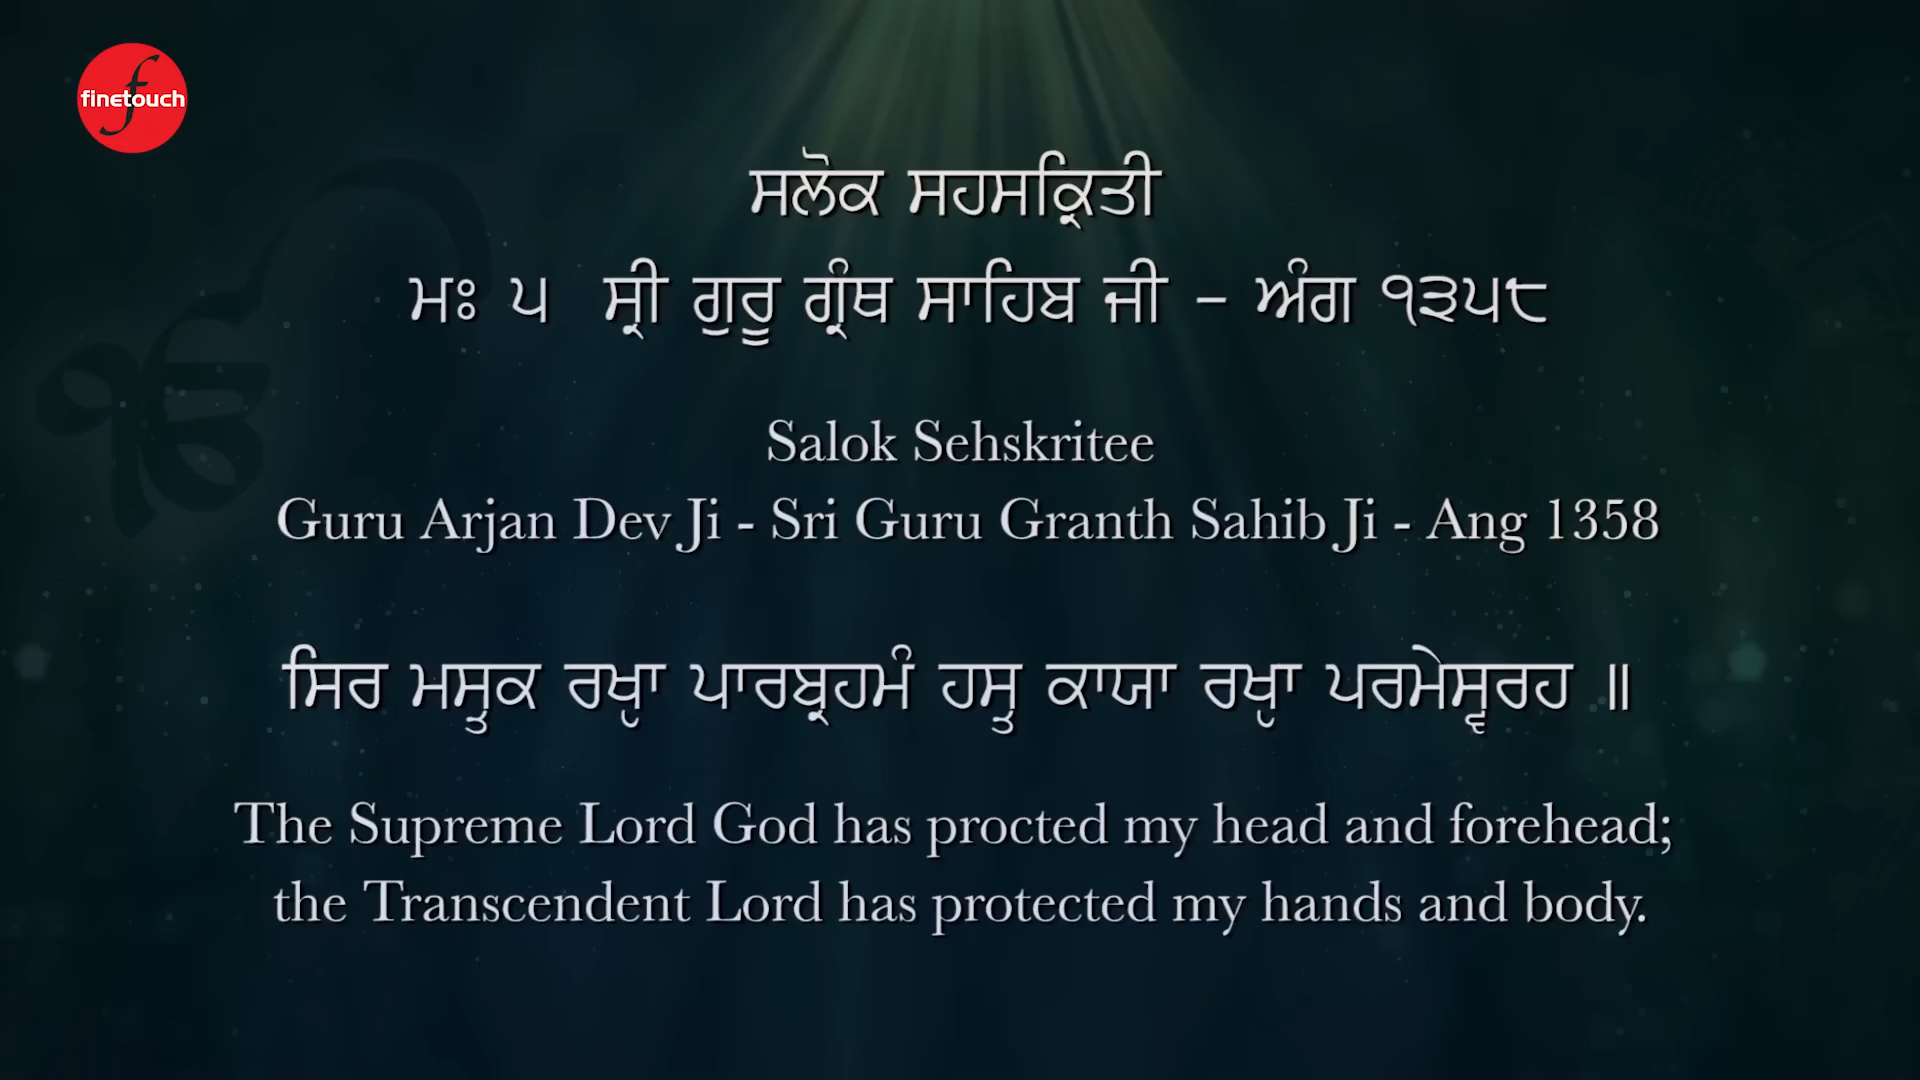 finetouch
ਸਲੋਕ ਸਹਸਕ੍ਰਿਤੀ
ਮਃ ੫ ਸ੍ਰੀ ਗੁਰੂ ਗ੍ਰੰਥ ਸਾਹਿਬ ਜੀ - ਅੰਗ ੧੩੫੮
Salok Sehskritee
Guru Arjan Dev Ji - Sri Guru Granth Sahib Ji - Ang 1358
ਸਿਰ ਮਸ੍ਤਕ ਰਖੵਾ ਪਾਰਬ੍ਰਹਮੰ ਹਸ੍ਤ ਕਾਯਾ ਰਖੵਾ ਪਰਮੇਸ੍ਵਰਹ ॥
The Supreme Lord God has procted my head and forehead;
the Transcendent Lord has protected my hands and body.